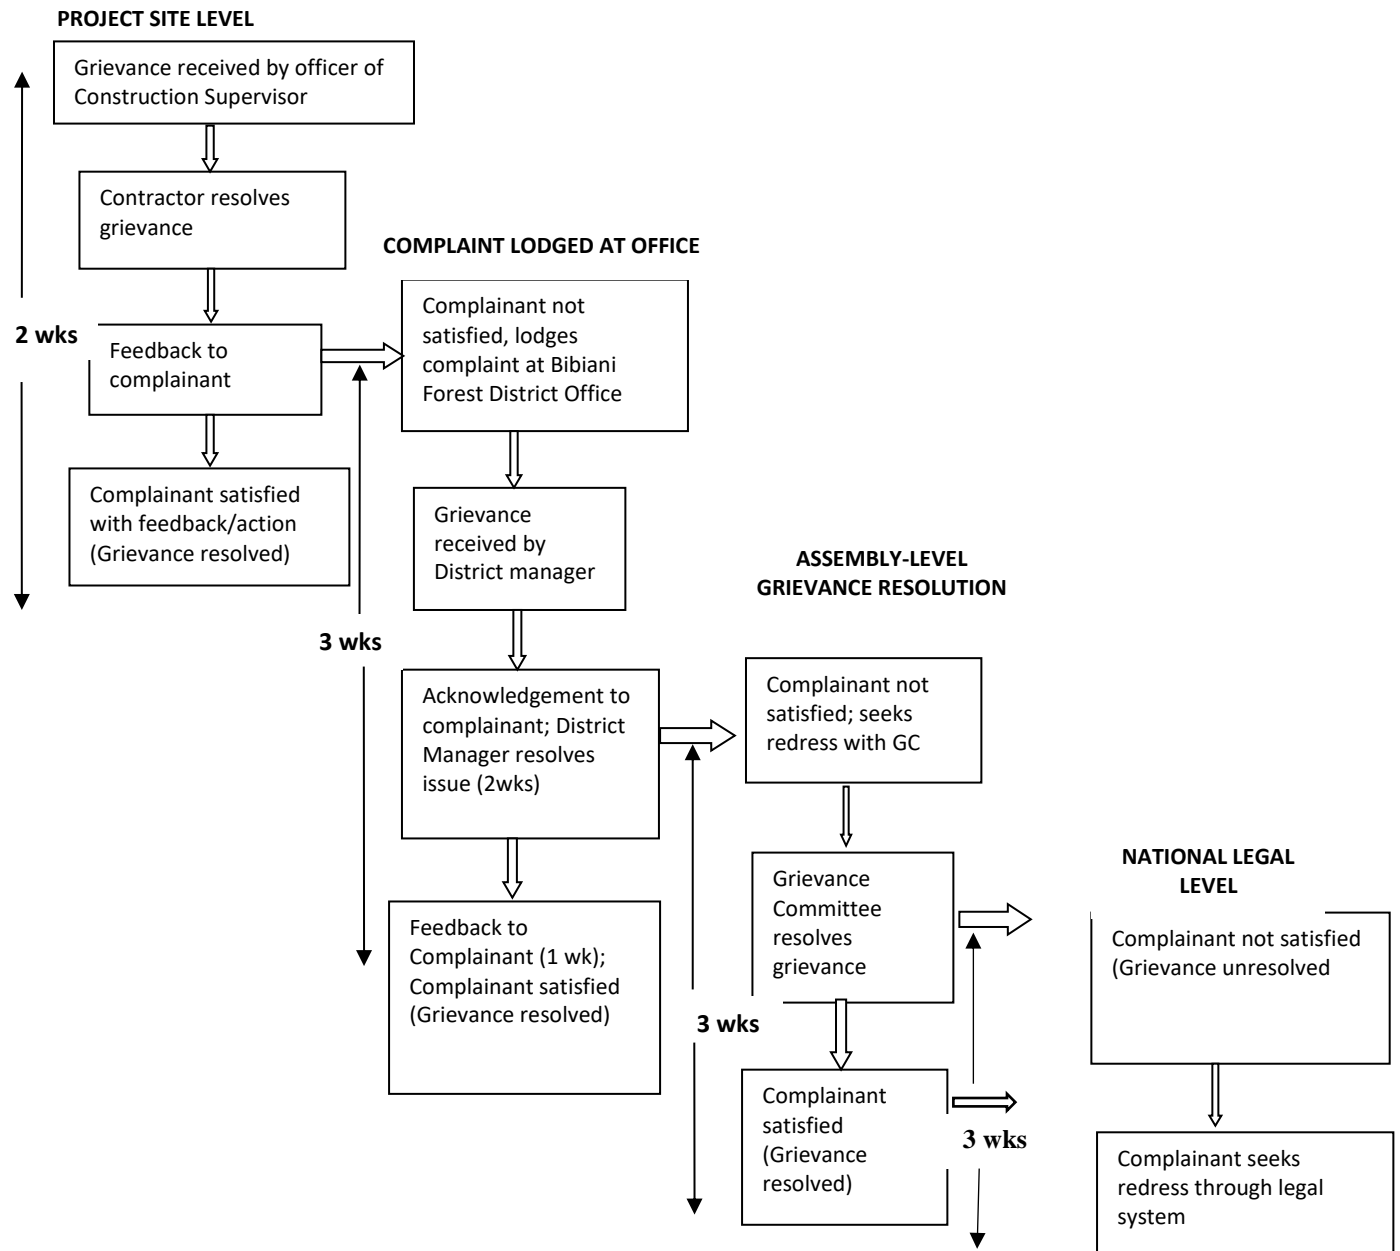 PROJECT SITE LEVEL
Grievance received by officer of
Construction Supervisor
Contractor resolves
grievance
Feedback to
complainant
Complainant satisfied
with feedback/action
(Grievance resolved)
2 wks
COMPLAINT LODGED AT OFFICE
Complainant not
satisfied, lodges
complaint at Bibiani
Forest District Office
Grievance
received by
District manager
Acknowledgement to
complainant; District
Manager resolves
issue (2wks)
Feedback to
Complainant (1 wk);
Complainant satisfied
(Grievance resolved)
3 wks
ASSEMBLY-LEVEL
GRIEVANCE RESOLUTION
Complainant not
satisfied; seeks
redress with GC
Grievance
Committee
resolves
grievance
Complainant
satisfied
(Grievance
resolved)
3 wks
NATIONAL LEGAL
LEVEL
Complainant not satisfied
(Grievance unresolved
Complainant seeks
redress through legal
system
3 wks